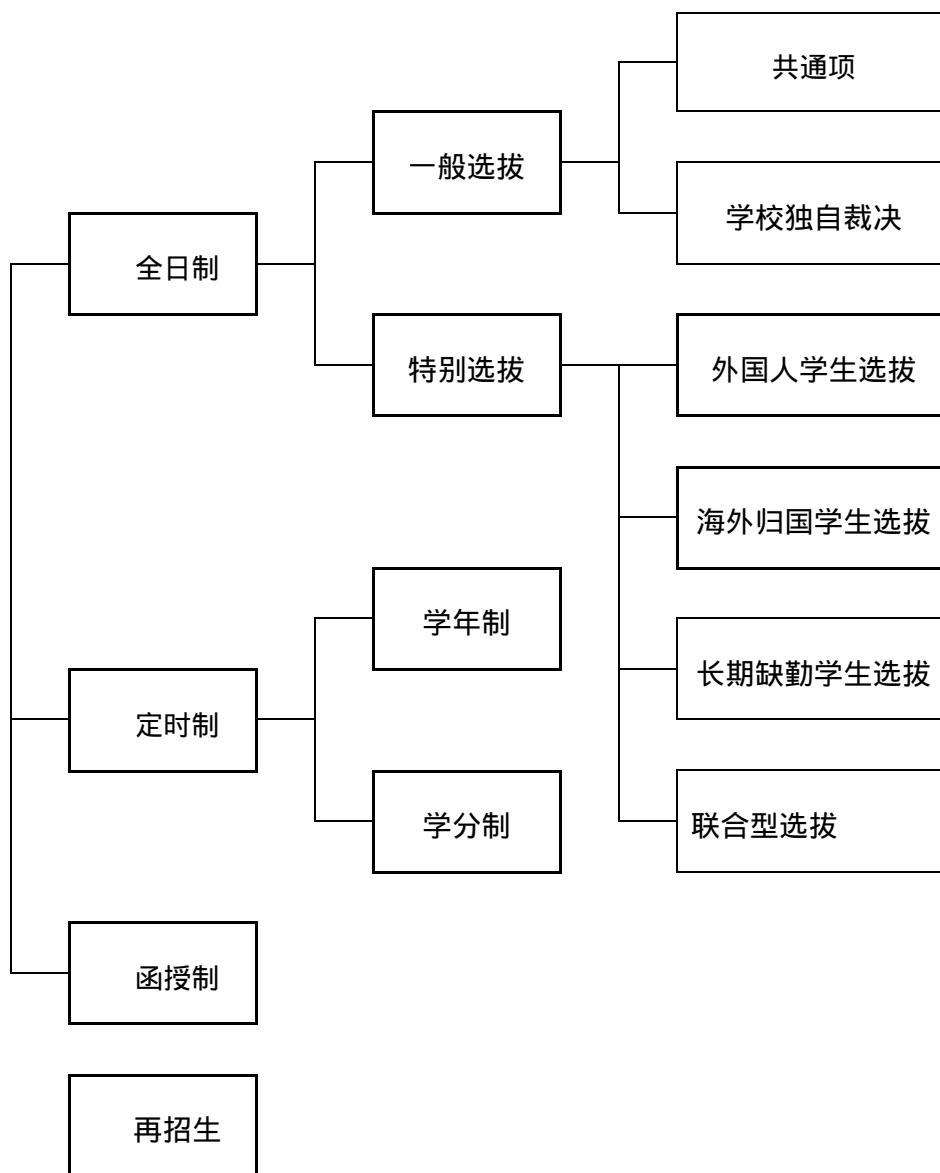 共通项
一般选拔
学校独自裁决
全日制
特别选拔
外国人学生选拔
海外归国学生选拔
学年制
长期缺勤学生选拔
定时制
学分制
联合型选拔
函授制
再招生